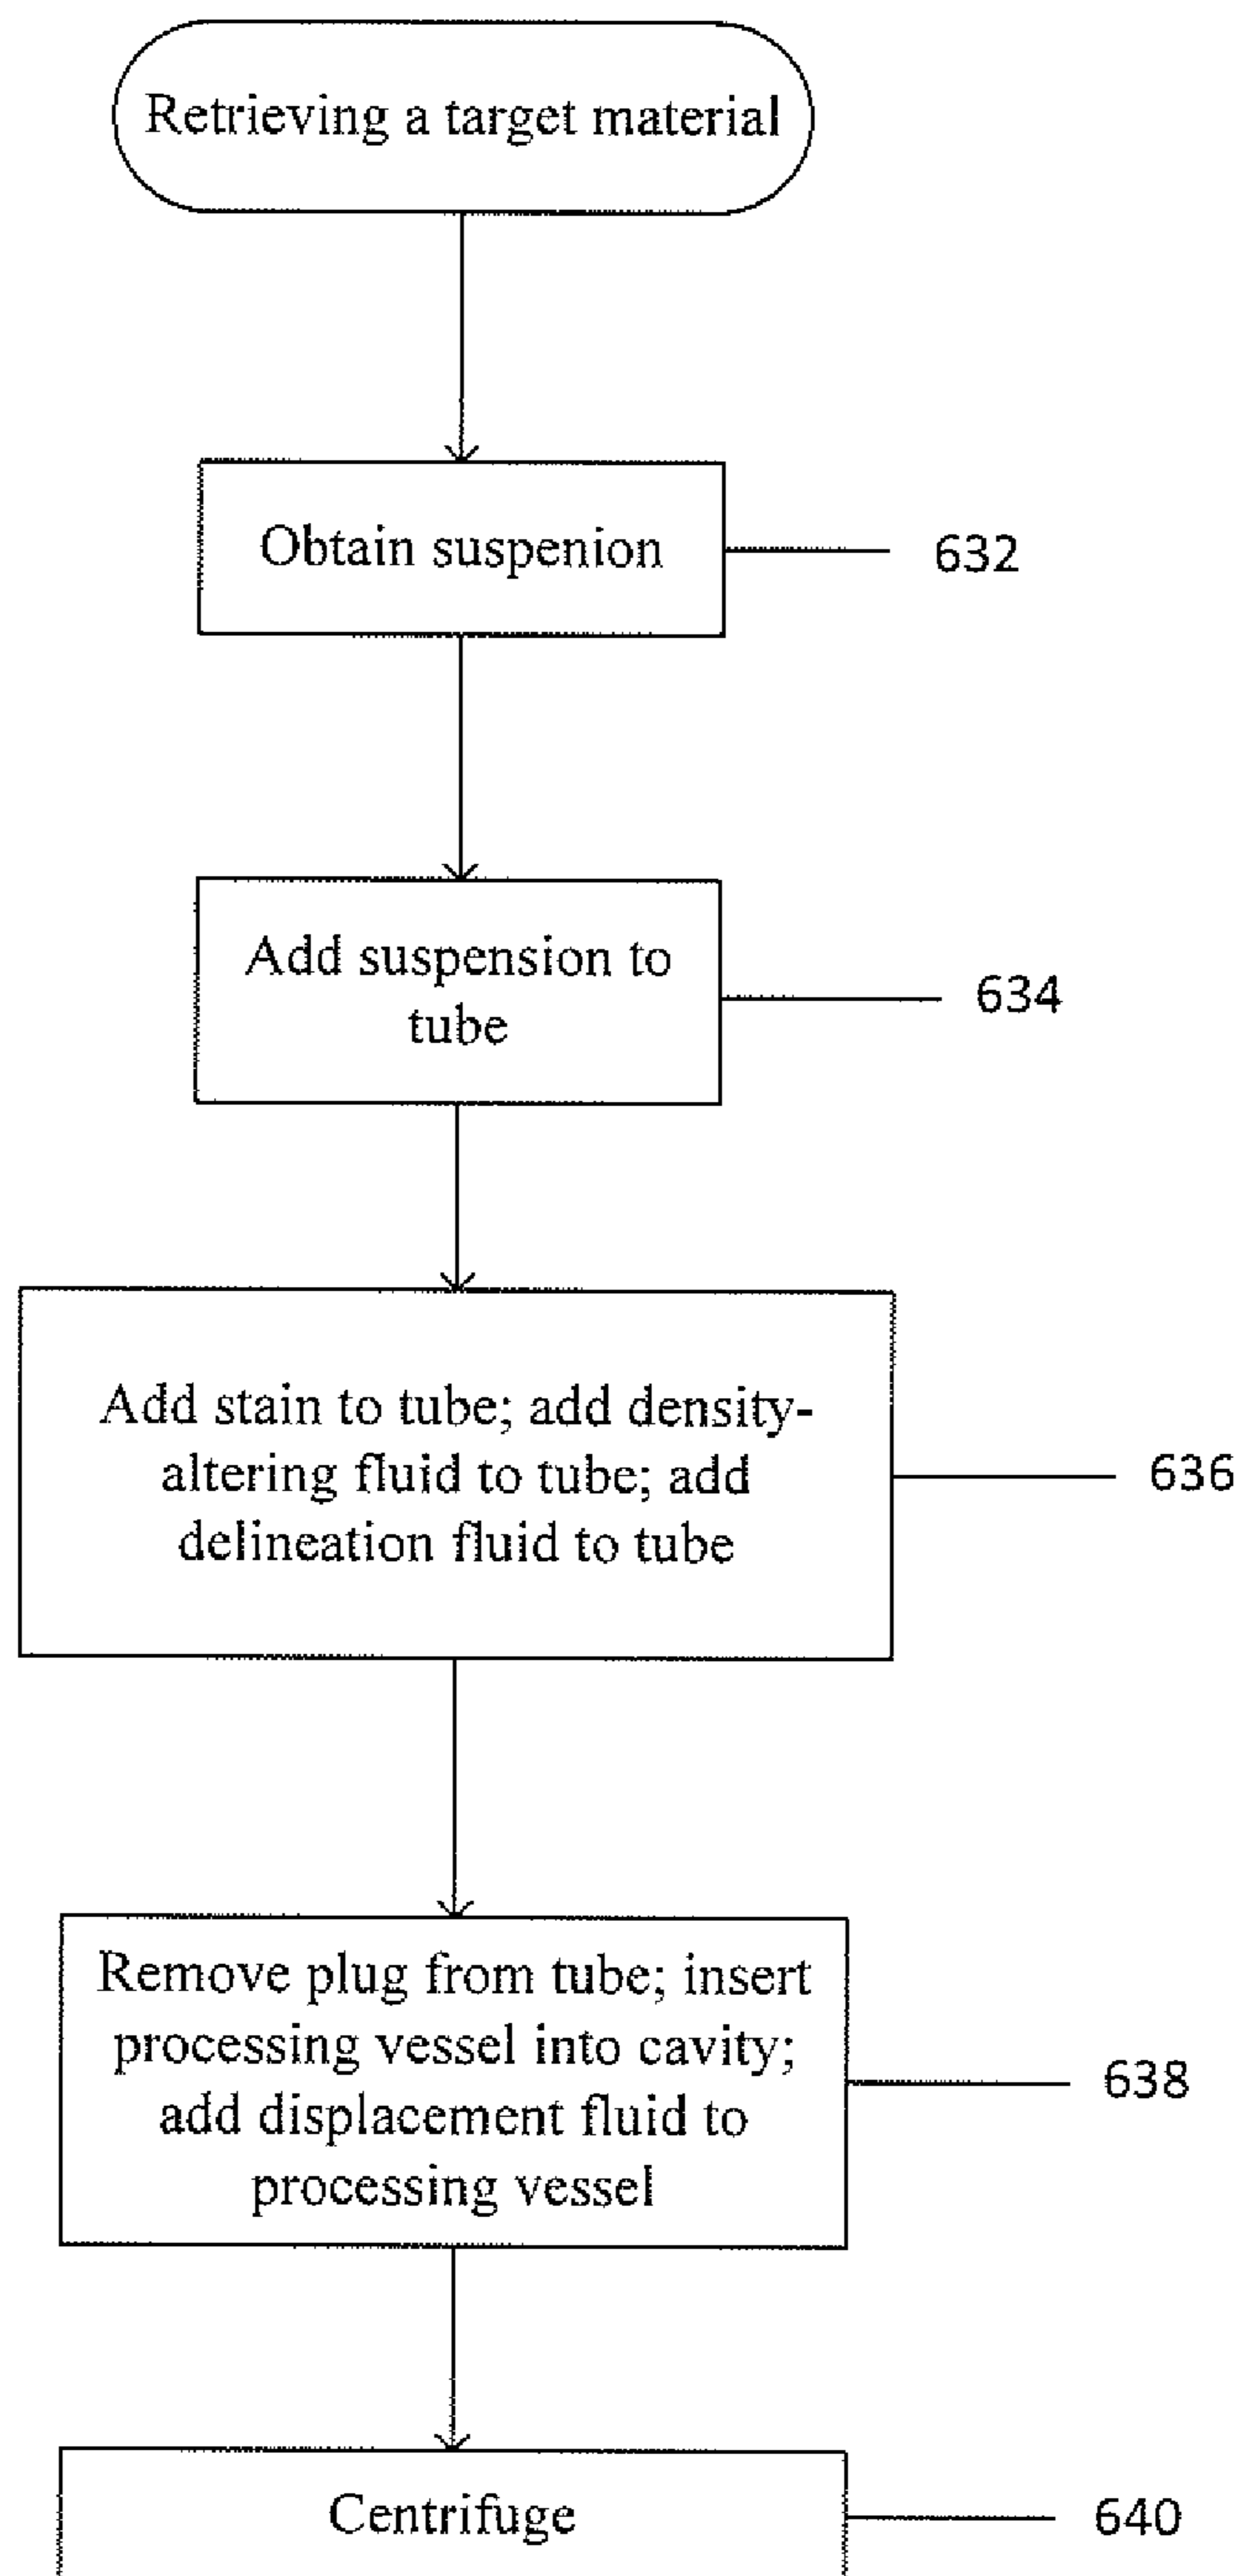 Retrieving a target material
Obtain suspenion
632
Add suspension to
tube
634
Add stain to tube; add density-
altering fluid to tube; add
delineation fluid to tube
636
Remove plug from tube; insert
processing vessel into cavity;
add displacement fluid to
processing vessel
638
Centrifuge
640